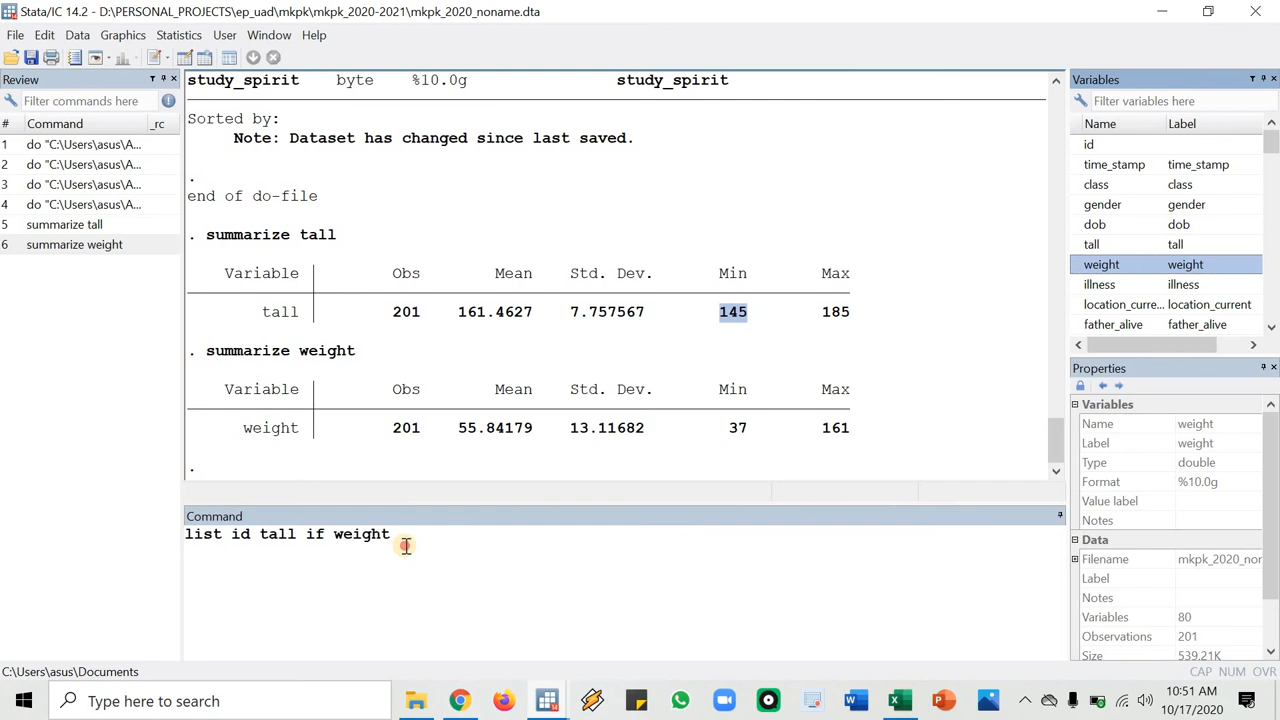 Stata/IC 14.2 - D:\PERSONAL_PROJECTS\ep_uad\mkpk\mkpk_2020-2021\mkpk_2020_noname.dta
File Edit Data Graphics Statistics User Window Help
Review
Filter commands here
# Command _rc
1 do "C:\Users\asus\A...
2 do "C:\Users\asus\A...
3 do "C:\Users\asus\A...
4 do "C:\Users\asus\A...
5 summarize tall
6 summarize weight
study_spirit byte %10.0g study_spirit
Sorted by:
Note: Dataset has changed since last saved.
.
end of do-file
. summarize tall
Variable Obs Mean Std. Dev. Min Max
tall 201 161.4627 7.757567 145 185
. summarize weight
Variable Obs Mean Std. Dev. Min Max
weight 201 55.84179 13.11682 37 161
.
Command
list id tall if weight
Variables
Filter variables here
Name Label
id
time_stamp time_stamp
class class
gender gender
dob dob
tall tall
weight weight
illness illness
location_curre... location_current
father_alive father_alive
Properties
Variables
Name weight
Label weight
Type double
Format %10.0g
Value label
Notes
Data
Filename mkpk_2020_nor
Label
Notes
Variables 80
Observations 201
Size 539.21K
C:\Users\asus\Documents
CAP NUM OVR
Type here to search
10:51 AM
10/17/2020